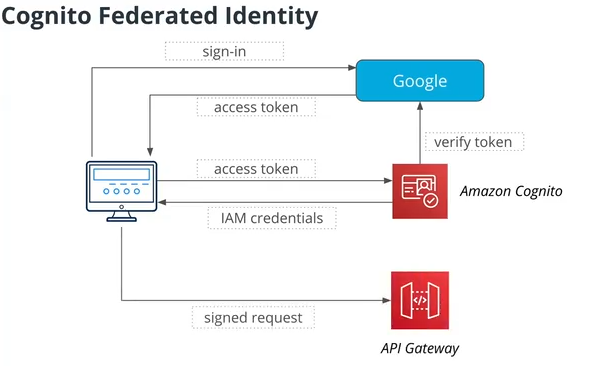 Cognito Federated Identity
sign-in
Google
access token
verify token
access token
Amazon Cognito
IAM credentials
signed request
API Gateway